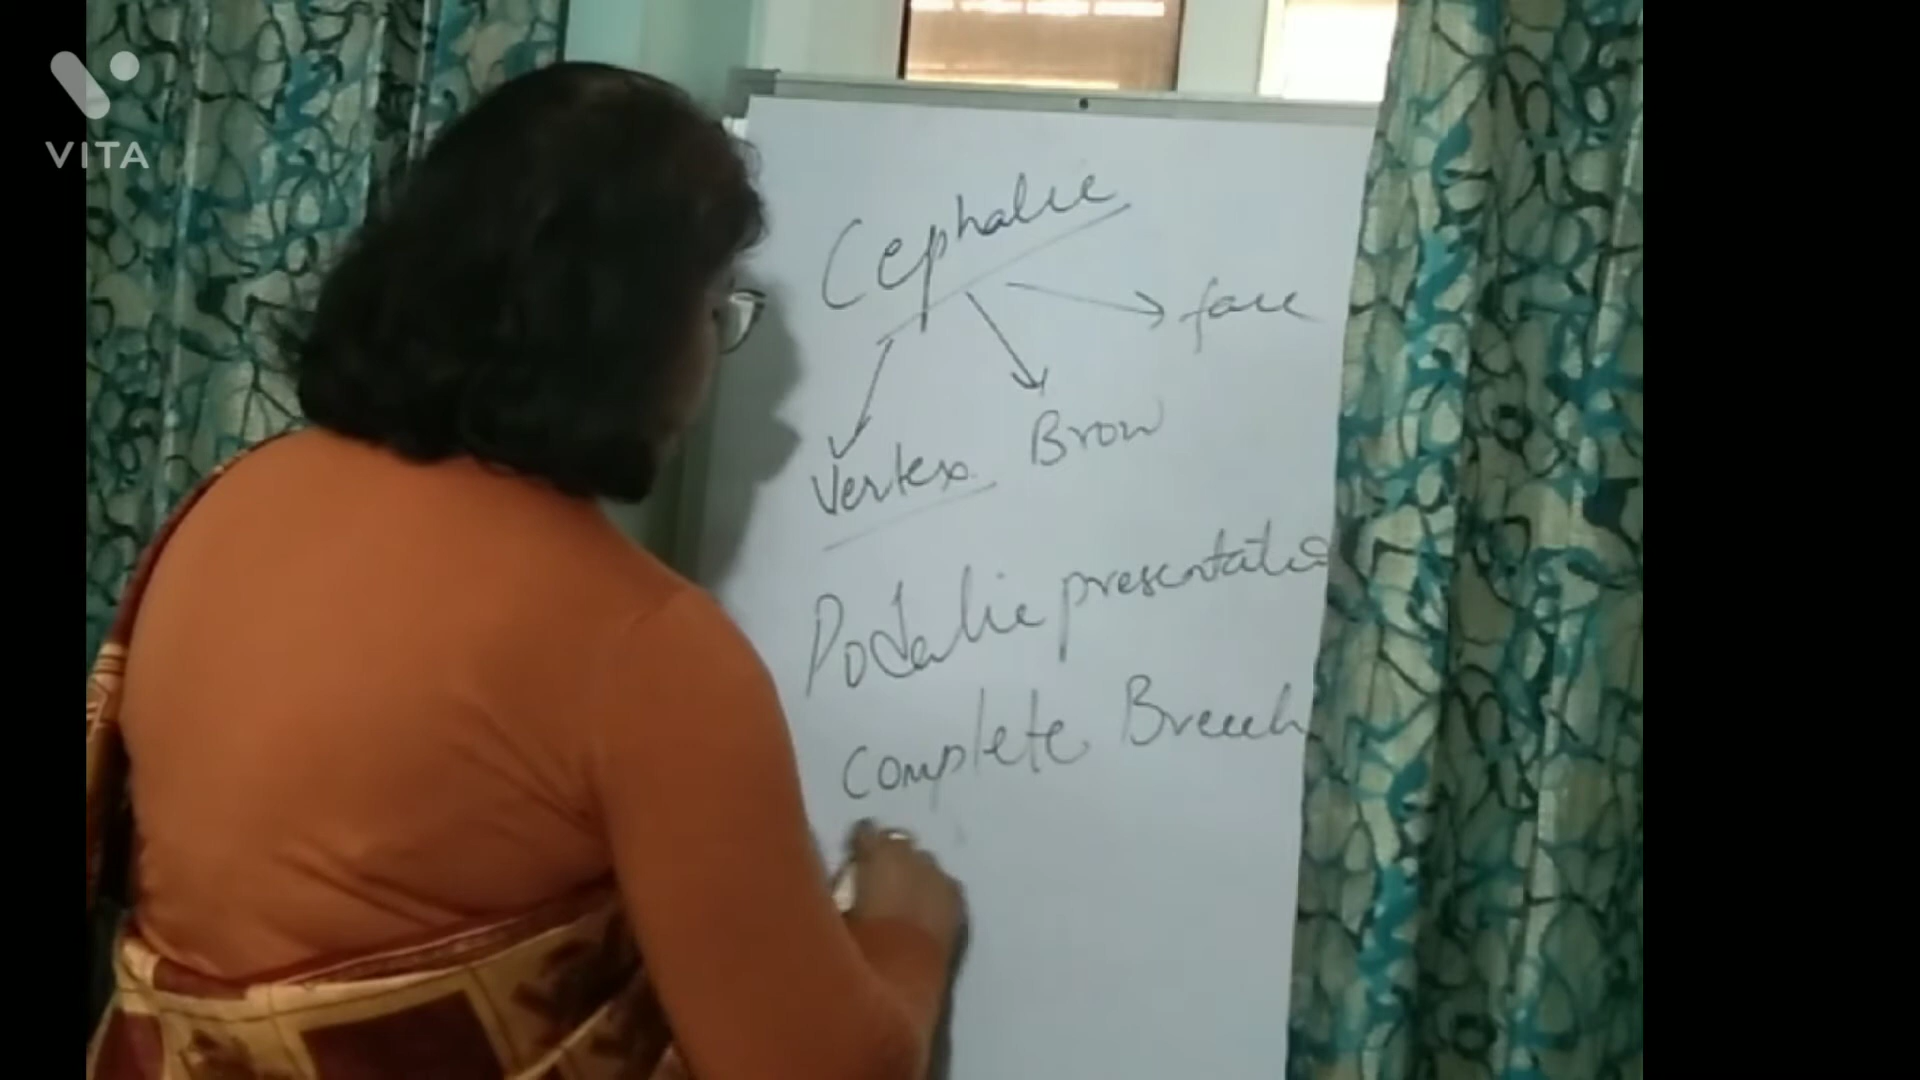 VITA
Cephalic
face
Vertex Brow
Podalic presentatio
complete Breech